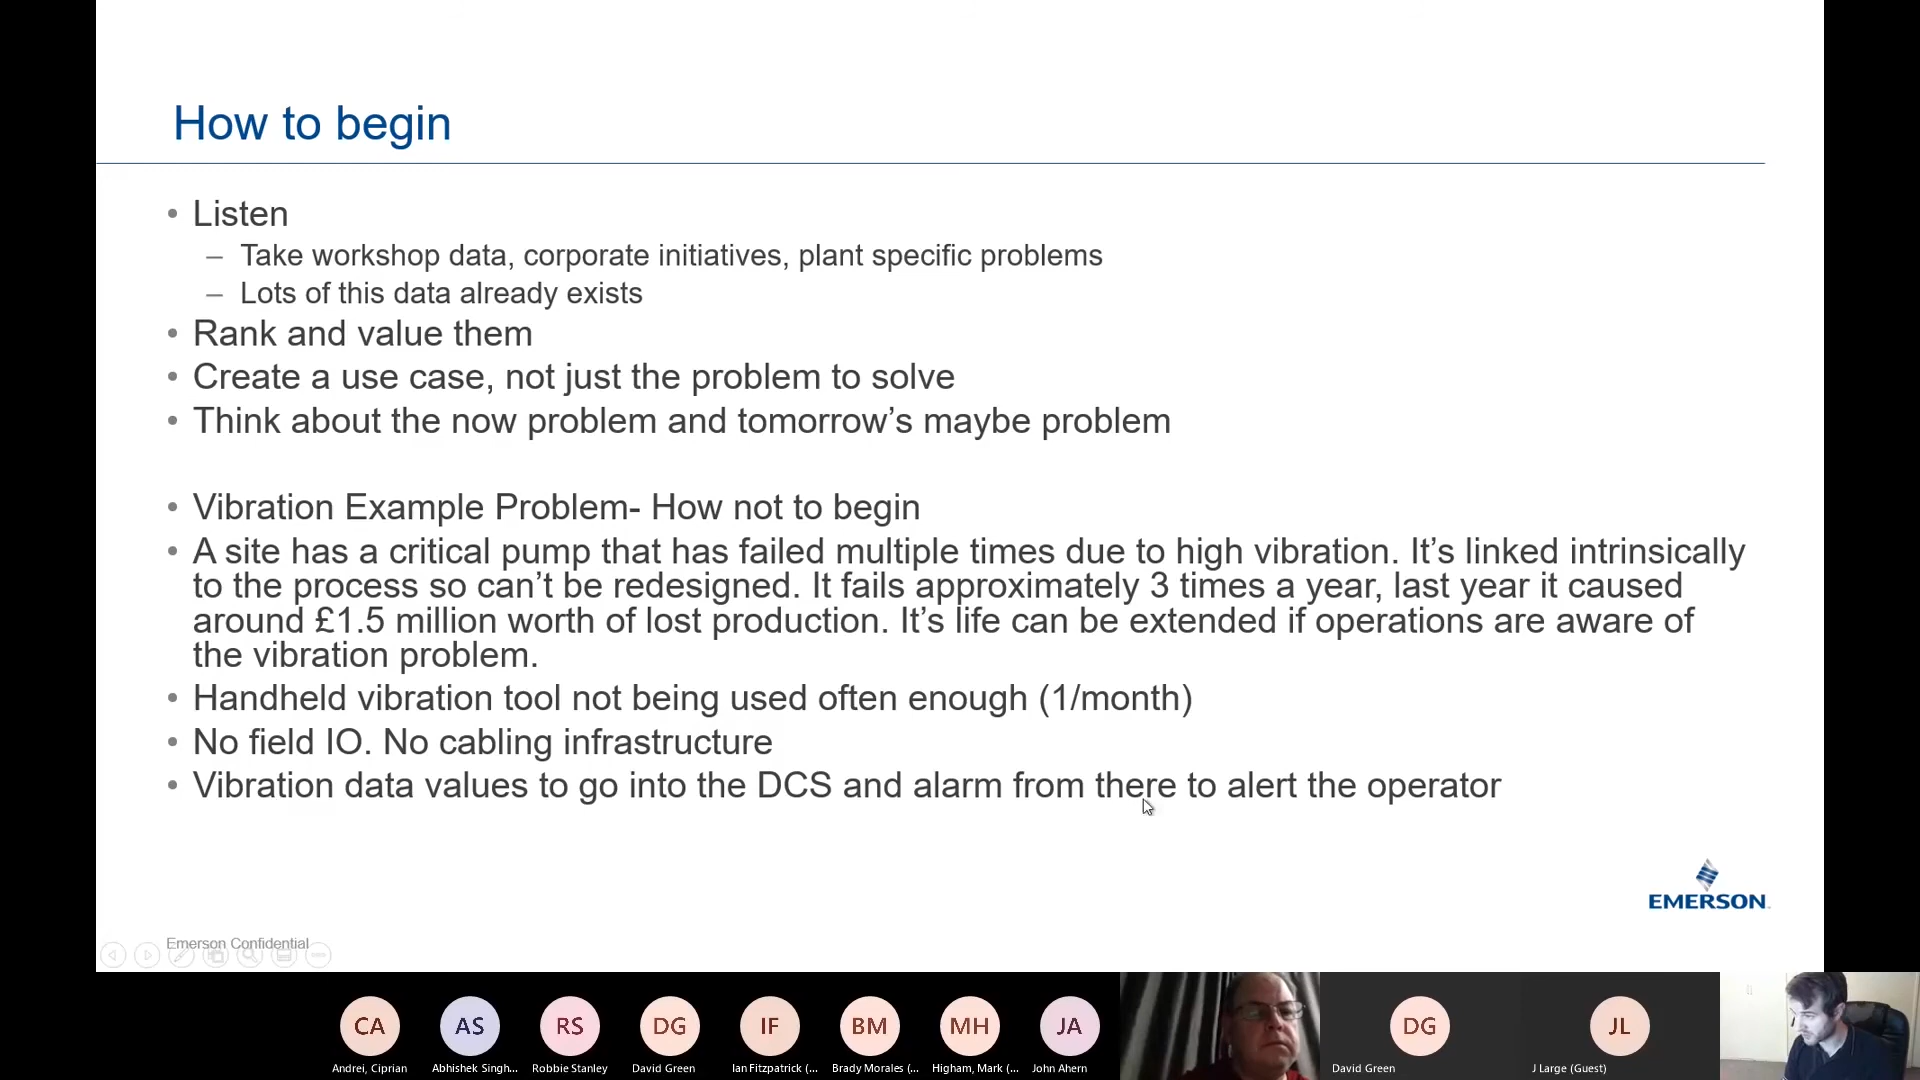 How to begin
• Listen
– Take workshop data, corporate initiatives, plant specific problems
– Lots of this data already exists
• Rank and value them
• Create a use case, not just the problem to solve
• Think about the now problem and tomorrow’s maybe problem
• Vibration Example Problem- How not to begin
• A site has a critical pump that has failed multiple times due to high vibration. It’s linked intrinsically
to the process so can’t be redesigned. It fails approximately 3 times a year, last year it caused
around £1.5 million worth of lost production. It’s life can be extended if operations are aware of
the vibration problem.
• Handheld vibration tool not being used often enough (1/month)
• No field IO. No cabling infrastructure
• Vibration data values to go into the DCS and alarm from there to alert the operator
EMERSON
Emerson Confidential
CA AS RS DG IF BM MH JA DG JL
Andrei, Ciprian Abhishek Singh... Robbie Stanley David Green Ian Fitzpatrick (... Brady Morales (... Higham, Mark (... John Ahern David Green J Large (Guest)